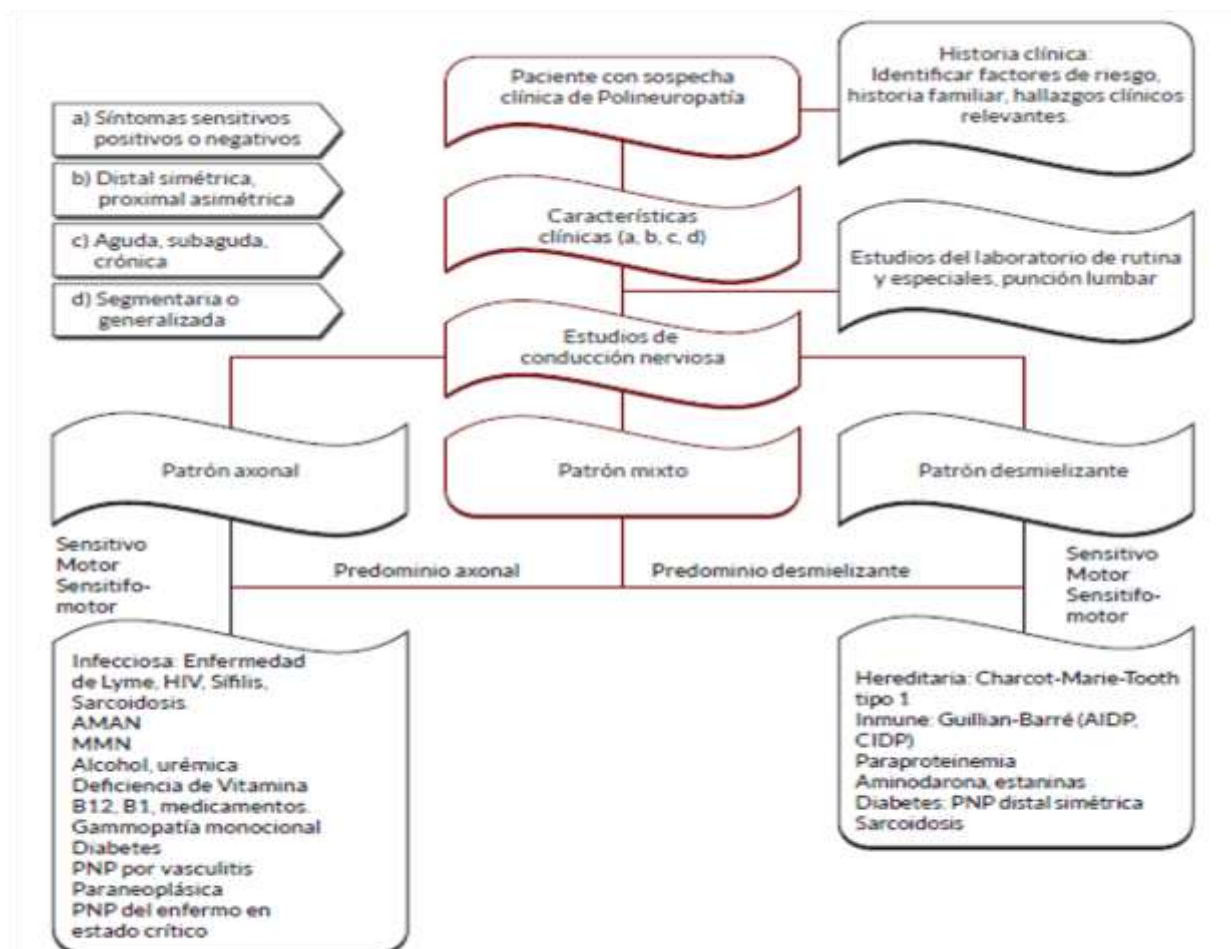 Paciente con sospecha
clínica de Polineuropatía
Historia clínica:
Identificar factores de riesgo,
historia familiar, hallazgos clínicos
relevantes.
a) Síntomas sensitivos
positivos o negativos
b) Distal simétrica,
proximal asimétrica
c) Aguda, subaguda,
crónica
d) Segmentaria o
generalizada
Características
clínicas (a, b, c, d)
Estudios del laboratorio de rutina
y especiales, punción lumbar
Estudios de
conducción nerviosa
Patrón axonal
Patrón mixto
Patrón desmielizante
Sensitivo
Motor
Sensitifo-
motor
Predominio axonal
Predominio desmielizante
Sensitivo
Motor
Sensitifo-
motor
Infecciosa: Enfermedad
de Lyme, HIV, Sífilis,
Sarcoidosis
AMAN
MMN
Alcohol, urémica
Deficiencia de Vitamina
B12, B1, medicamentos.
Gammopatía monocional
Diabetes
PNP por vasculitis
Paraneoplásica
PNP del enfermo en
estado crítico
Hereditaria: Charcot-Marie-Tooth
tipo 1
Inmune: Guillian-Barré (AIDP,
CIDP)
Paraproteinemia
Aminodarona, estaninas
Diabetes: PNP distal simétrica
Sarcoidosis